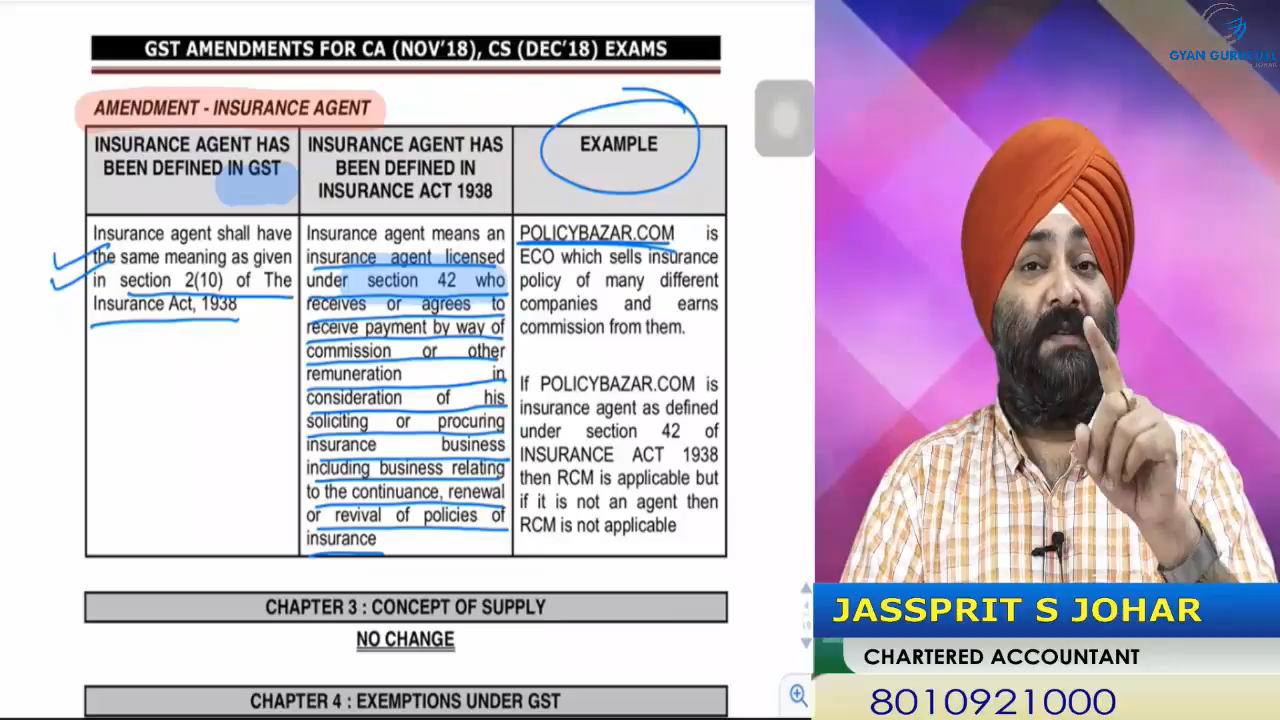 GST AMENDMENTS FOR CA (NOV'18), CS (DEC'18) EXAMS
AMENDMENT - INSURANCE AGENT
INSURANCE AGENT HAS
BEEN DEFINED IN GST
INSURANCE AGENT HAS
BEEN DEFINED IN
INSURANCE ACT 1938
EXAMPLE
Insurance agent shall have
the same meaning as given
in section 2(10) of The
Insurance Act, 1938
Insurance agent means an
insurance agent licensed
under section 42 who
receives or agrees to
receive payment by way of
commission or other
remuneration in
consideration of his
soliciting or procuring
insurance business
including business relating
to the continuance, renewal
or revival of policies of
insurance
POLICYBAZAR.COM is
ECO which sells insurance
policy of many different
companies and earns
commission from them.
If POLICYBAZAR.COM is
insurance agent as defined
under section 42 of
INSURANCE ACT 1938
then RCM is applicable but
if it is not an agent then
RCM is not applicable
CHAPTER 3 : CONCEPT OF SUPPLY
NO CHANGE
CHAPTER 4 : EXEMPTIONS UNDER GST
GYAN GURUKUL
JOHAR
JASSPRIT S JOHAR
CHARTERED ACCOUNTANT
8010921000